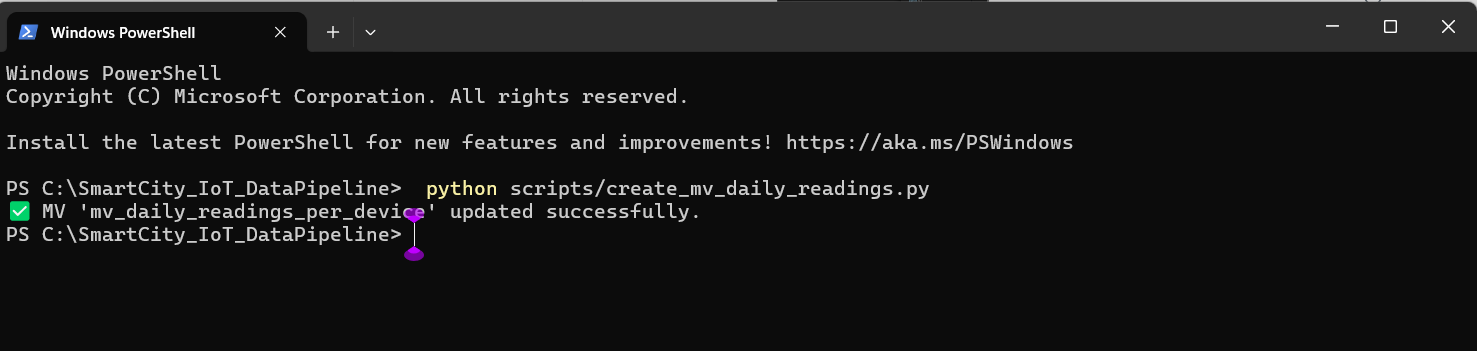 Windows PowerShell
Windows PowerShell
Copyright (C) Microsoft Corporation. All rights reserved.
Install the latest PowerShell for new features and improvements! https://aka.ms/PSWindows
PS C:\SmartCity_IoT_DataPipeline>  python scripts/create_mv_daily_readings.py
✅ MV 'mv_daily_readings_per_device' updated successfully.
PS C:\SmartCity_IoT_DataPipeline>